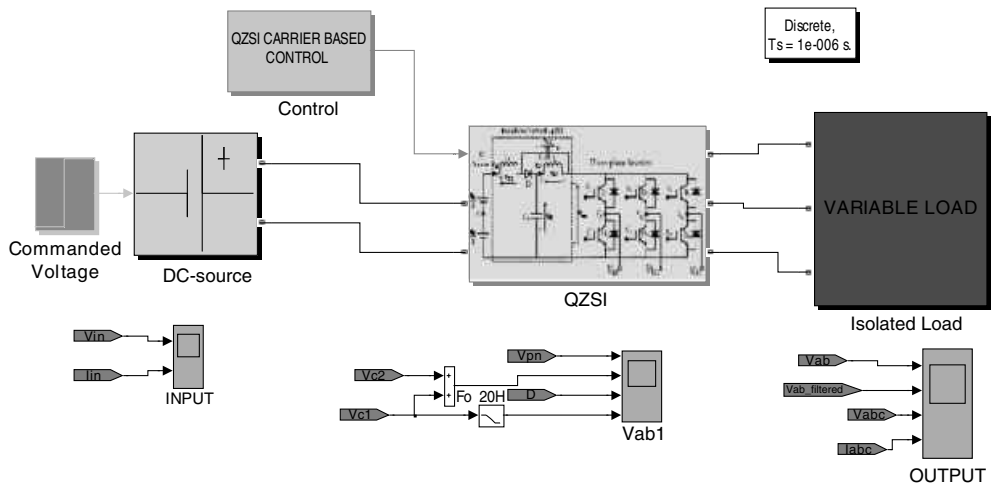 QZSI CARRIER BASED
CONTROL
Control
Discrete,
Ts = 1e-006 s.
Commanded
Voltage
DC-source
QZSI
VARIABLE LOAD
Isolated Load
Vin
Iin
INPUT
Vc2
Vc1
Fo 20H
Vpn
D
Vab1
Vab
Vab_filtered
Vabc
Iabc
OUTPUT